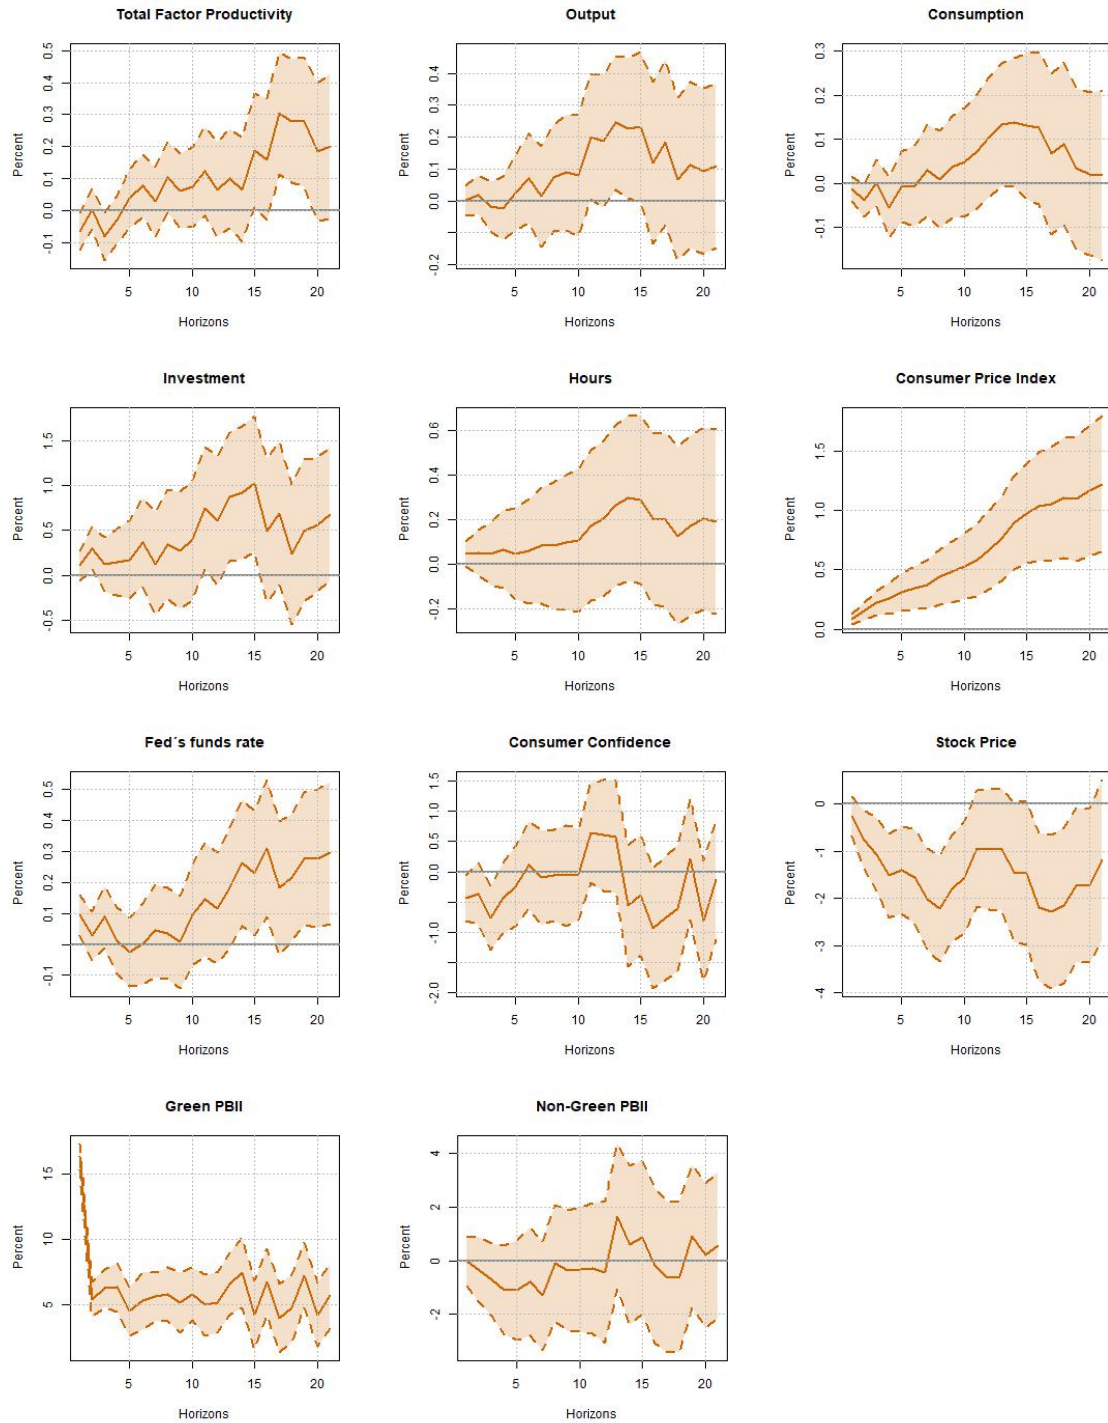 Total Factor Productivity
Percent
-0.1 0.0 0.1 0.2 0.3 0.4 0.5
5 10 15 20
Horizons
Output
Percent
-0.2 0.0 0.1 0.2 0.3 0.4
5 10 15 20
Horizons
Consumption
Percent
-0.1 0.0 0.1 0.2 0.3
5 10 15 20
Horizons
Investment
Percent
-0.5 0.0 0.5 1.0 1.5
5 10 15 20
Horizons
Hours
Percent
-0.2 0.0 0.2 0.4 0.6
5 10 15 20
Horizons
Consumer Price Index
Percent
0.0 0.5 1.0 1.5
5 10 15 20
Horizons
Fed´s funds rate
Percent
-0.1 0.1 0.2 0.3 0.4 0.5
5 10 15 20
Horizons
Consumer Confidence
Percent
-2.0 -1.0 0.0 0.5 1.0 1.5
5 10 15 20
Horizons
Stock Price
Percent
-4 -3 -2 -1 0
5 10 15 20
Horizons
Green PBII
Percent
5 10 15
5 10 15 20
Horizons
Non-Green PBII
Percent
-2 0 2 4
5 10 15 20
Horizons